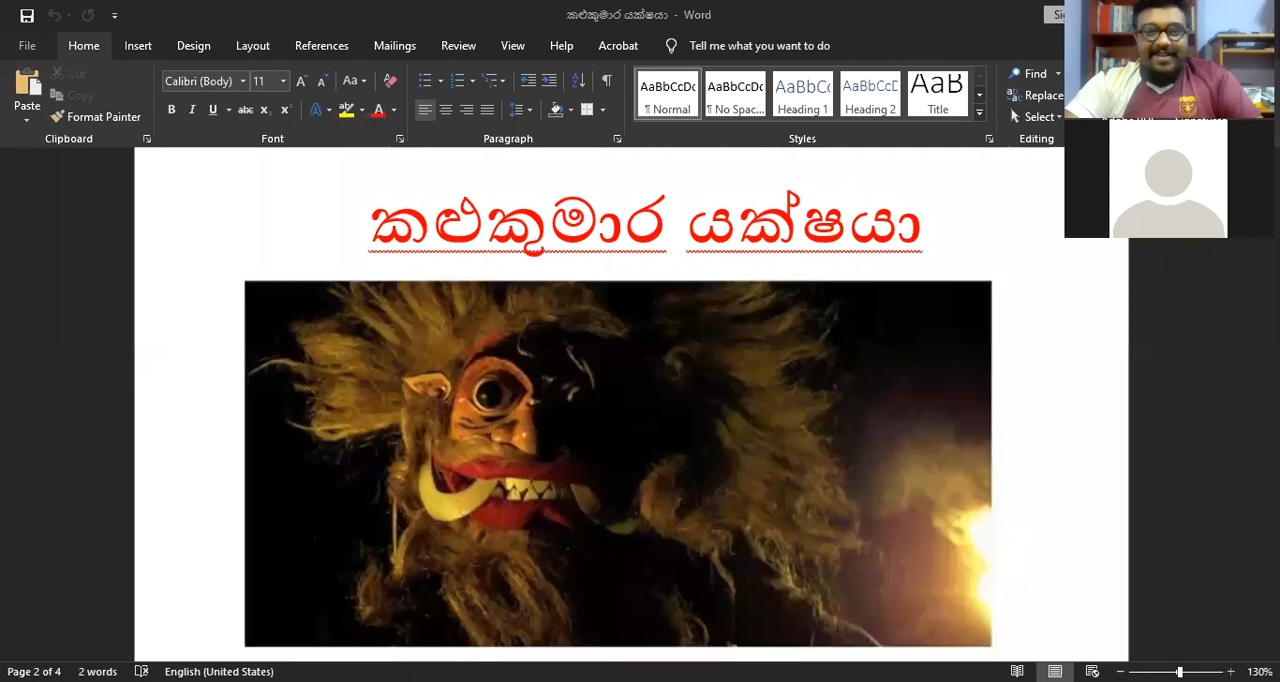 කළුකුමාර යක්ෂයා - Word
File Home Insert Design Layout References Mailings Review View Help Acrobat Tell me what you want to do
Cut
Copy
Paste
Format Painter
Clipboard
Calibri (Body) 11
Font
Paragraph
AaBbCcDc AaBbCcDc AaBbCc AaBbCcD AaB
¶ Normal ¶ No Spac... Heading 1 Heading 2 Title
Styles
Find
Replace
Select
Editing
කළුකුමාර යක්ෂයා
Page 2 of 4 2 words English (United States) 130%